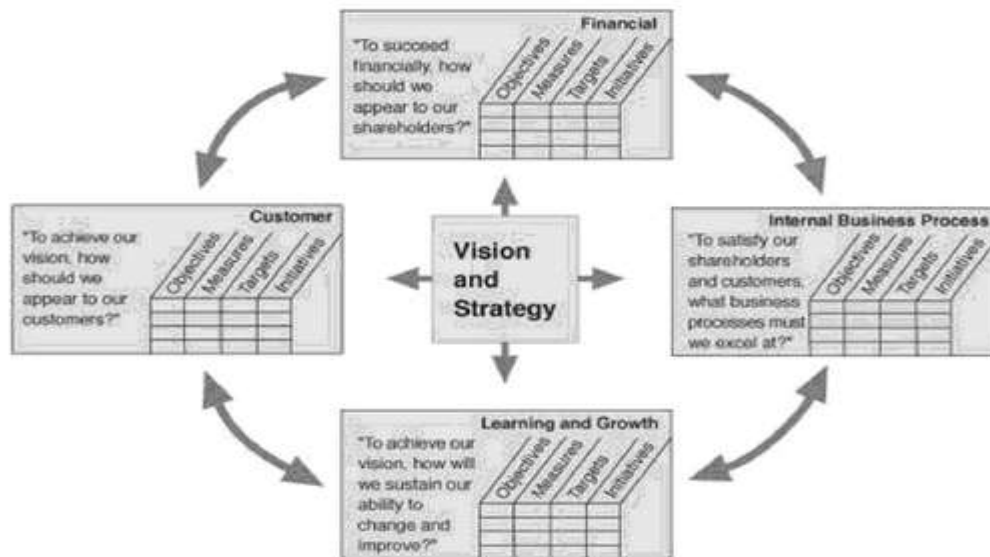 Financial
"To succeed
financially, how
should we
appear to our
shareholders?"
Objectives
Measures
Targets
Initiatives
Customer
"To achieve our
vision, how
should we
appear to our
customers?"
Objectives
Measures
Targets
Initiatives
Vision
and
Strategy
Internal Business Process
"To satisfy our
shareholders
and customers,
what business
processes must
we excel at?"
Objectives
Measures
Targets
Initiatives
Learning and Growth
"To achieve our
vision, how will
we sustain our
ability to
change and
improve?"
Objectives
Measures
Targets
Initiatives